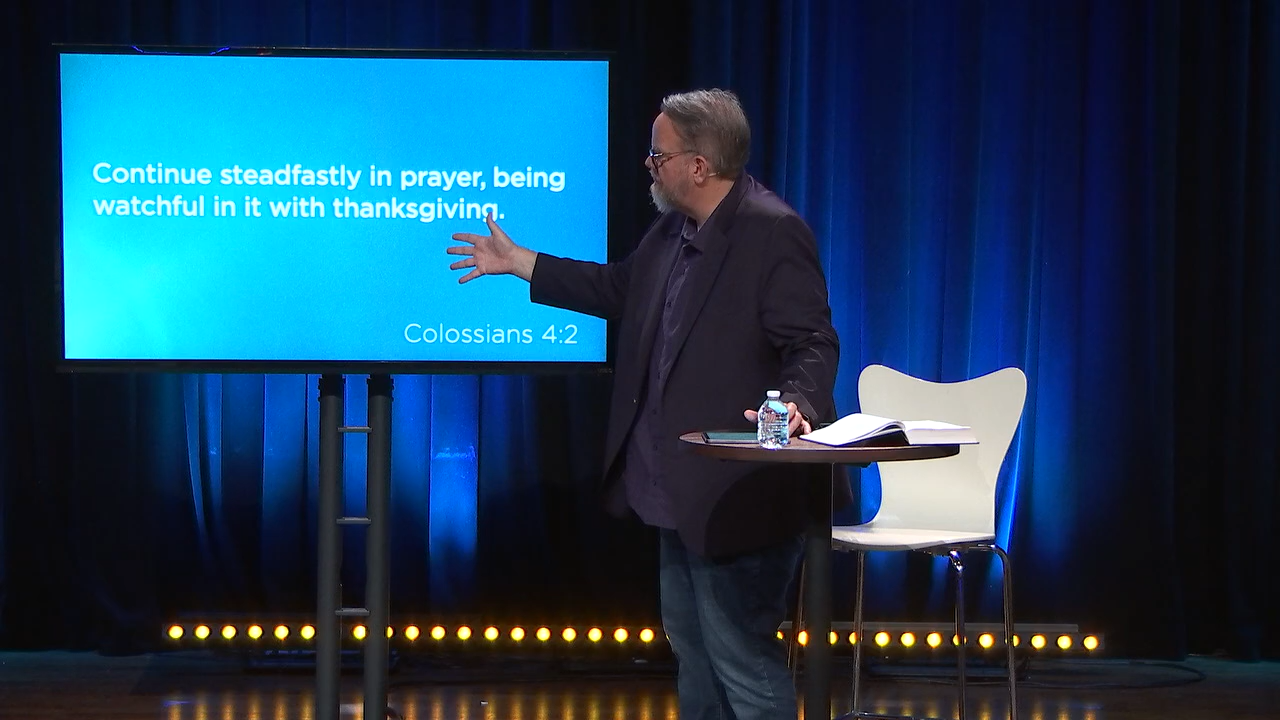 Continue steadfastly in prayer, being
watchful in it with thanksgiving.
Colossians 4:2